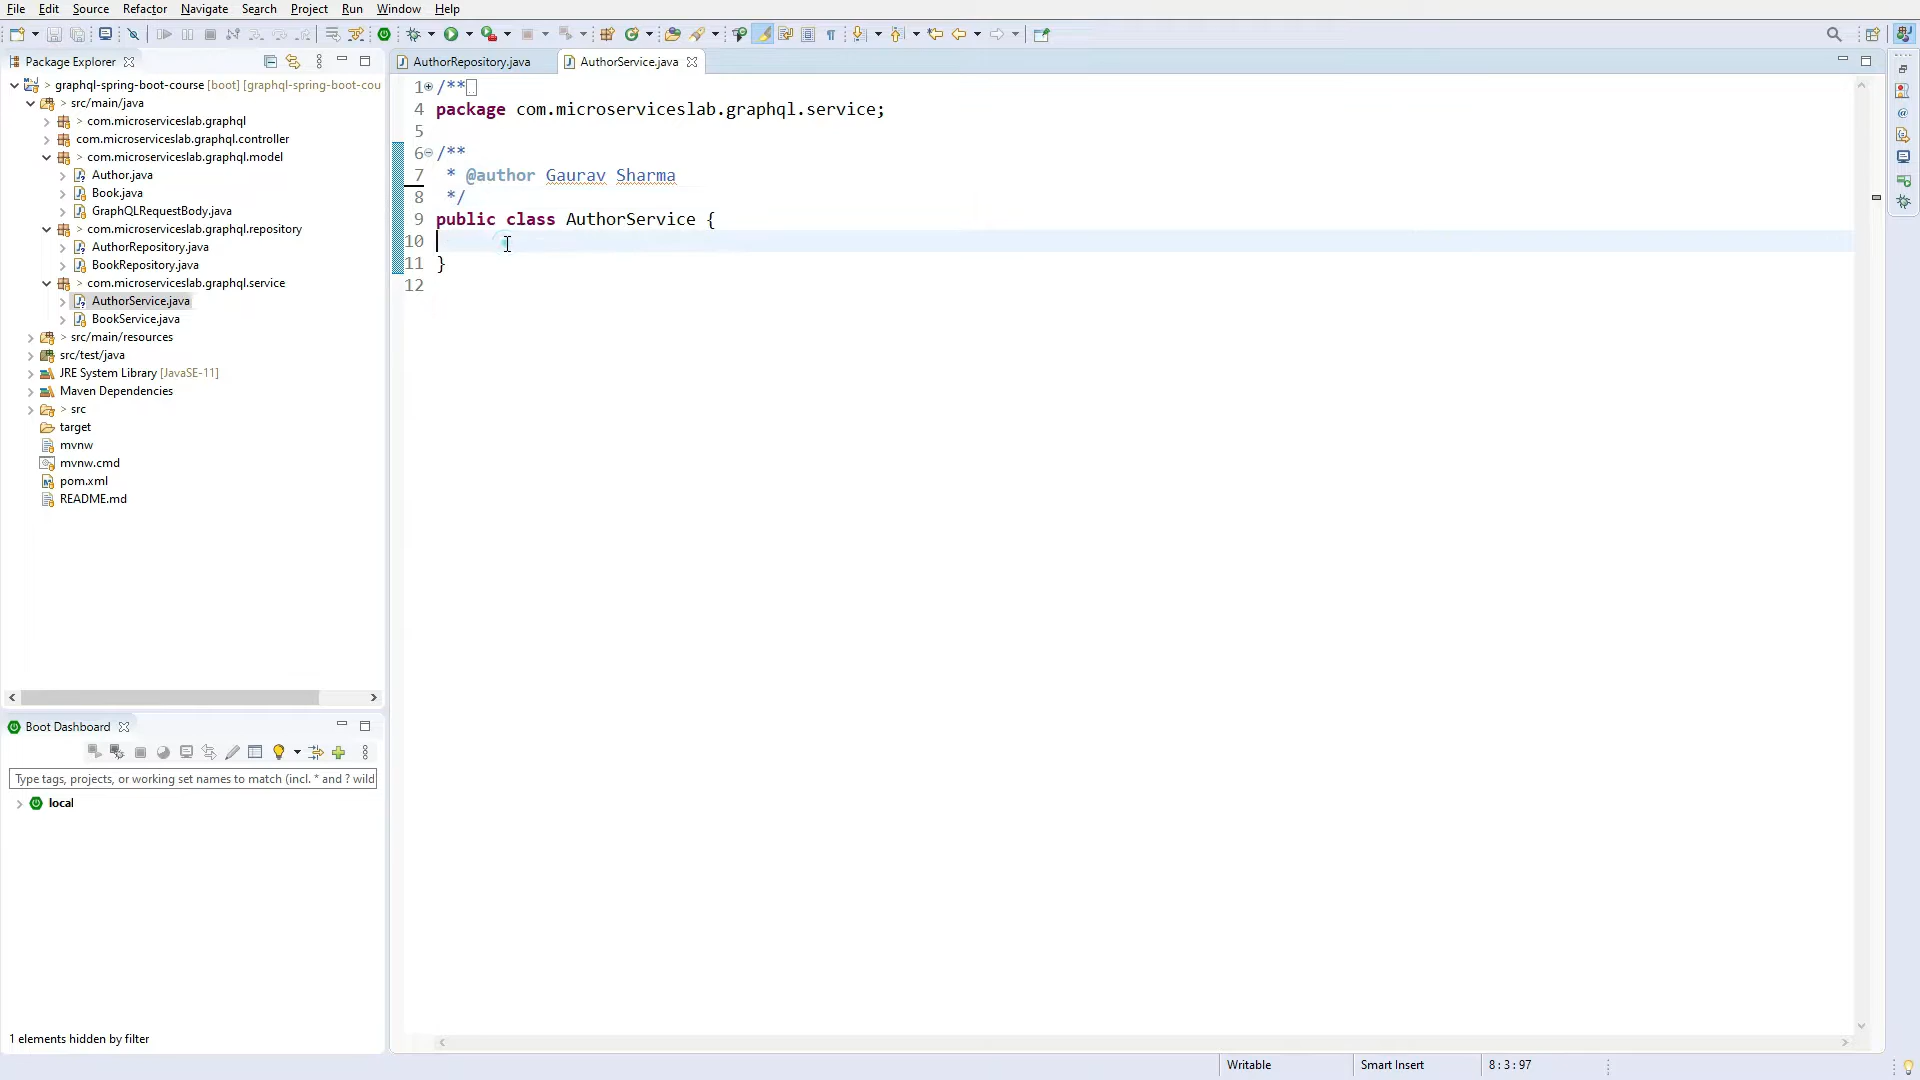 File Edit Source Refactor Navigate Search Project Run Window Help
Package Explorer
> graphql-spring-boot-course [boot] [graphql-spring-boot-cou
> src/main/java
> com.microserviceslab.graphql
com.microserviceslab.graphql.controller
> com.microserviceslab.graphql.model
Author.java
Book.java
GraphQLRequestBody.java
> com.microserviceslab.graphql.repository
AuthorRepository.java
BookRepository.java
> com.microserviceslab.graphql.service
AuthorService.java
BookService.java
> src/main/resources
src/test/java
JRE System Library [JavaSE-11]
Maven Dependencies
> src
target
mvnw
mvnw.cmd
pom.xml
README.md
Boot Dashboard
Type tags, projects, or working set names to match (incl. * and ? wild
local
1 elements hidden by filter
AuthorRepository.java AuthorService.java
1 /**
4 package com.microserviceslab.graphql.service;
5
6 /**
7 * @author Gaurav Sharma
8 */
9 public class AuthorService {
10
11 }
12
Writable Smart Insert 8 : 3 : 97